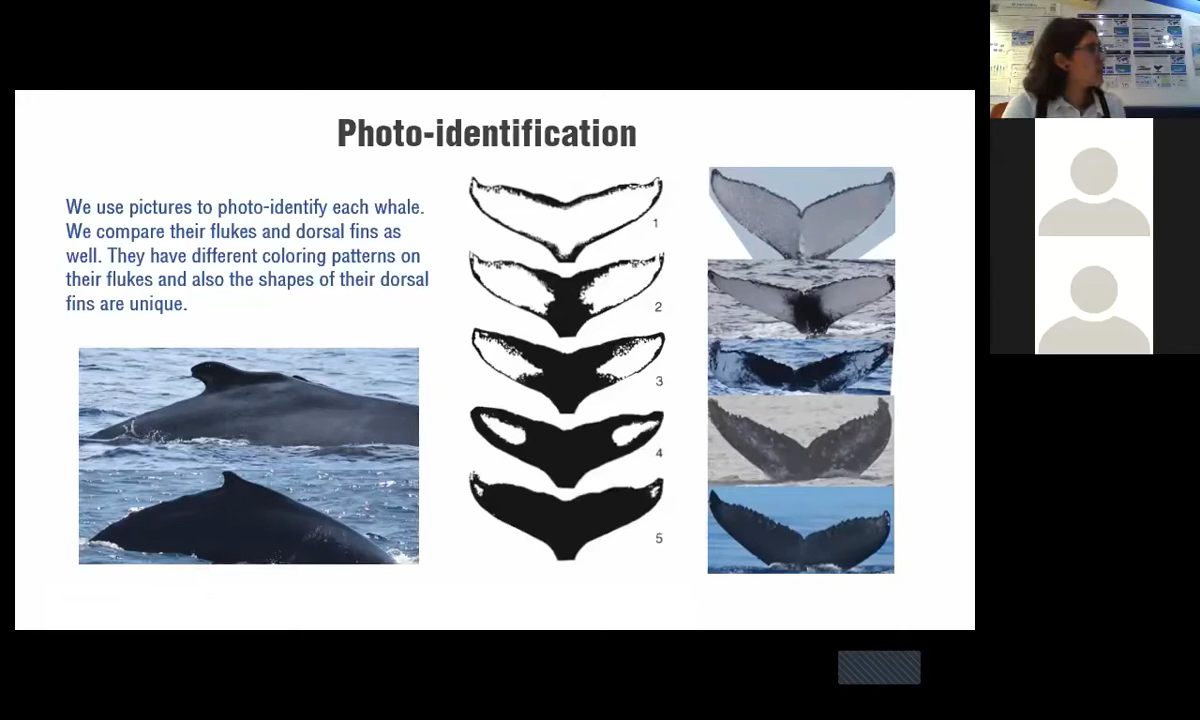 Photo-identification
We use pictures to photo-identify each whale.
We compare their flukes and dorsal fins as
well. They have different coloring patterns on
their flukes and also the shapes of their dorsal
fins are unique.
1
2
3
4
5